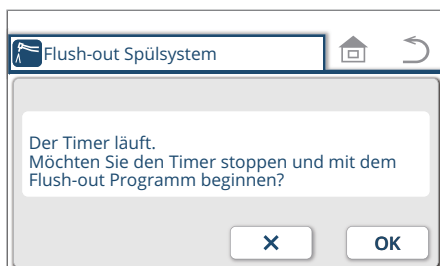 Flush-out Spülsystem
Der Timer läuft.
Möchten Sie den Timer stoppen und mit dem
Flush-out Programm beginnen?
OK